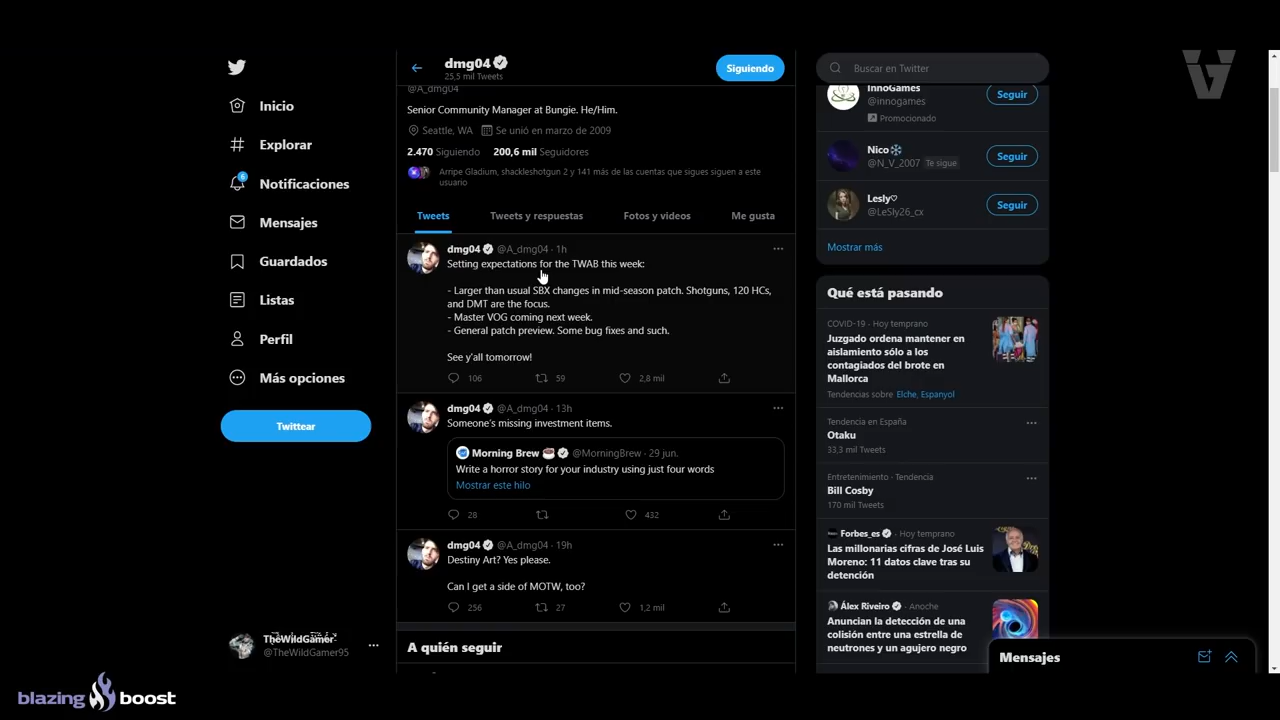 dmg04
25,5 mil Tweets
Siguiendo
@A_dmg04
Senior Community Manager at Bungie. He/Him.
Seattle, WA Se unió en marzo de 2009
2.470 Siguiendo 200,6 mil Seguidores
Arripe Gladium, shackleshotgun 2 y 141 más de las cuentas que sigues siguen a este
usuario
Tweets Tweets y respuestas Fotos y videos Me gusta
dmg04 @A_dmg04 · 1h
Setting expectations for the TWAB this week:
- Larger than usual SBX changes in mid-season patch. Shotguns, 120 HCs,
and DMT are the focus.
- Master VOG coming next week.
- General patch preview. Some bug fixes and such.
See y'all tomorrow!
106 59 2,8 mil
dmg04 @A_dmg04 · 13h
Someone's missing investment items.
Morning Brew ☕ @MorningBrew · 29 jun.
Write a horror story for your industry using just four words
Mostrar este hilo
28 432
dmg04 @A_dmg04 · 19h
Destiny Art? Yes please.
Can I get a side of MOTW, too?
256 27 1,2 mil
A quién seguir
Inicio
Explorar
6
Notificaciones
Mensajes
Guardados
Listas
Perfil
Más opciones
Twittear
TheWildGamer
@TheWildGamer95
Buscar en Twitter
InnoGames
@innogames
Promocionado
Seguir
Nico❄
@N_V_2007 Te sigue
Seguir
Lesly♡
@LeSly26_cx
Seguir
Mostrar más
Qué está pasando
COVID-19 · Hoy temprano
Juzgado ordena mantener en
aislamiento sólo a los
contagiados del brote en
Mallorca
Tendencias sobre Elche, Espanyol
Tendencia en España
Otaku
33,3 mil Tweets
Entretenimiento · Tendencia
Bill Cosby
170 mil Tweets
Forbes_es · Hoy temprano
Las millonarias cifras de José Luis
Moreno: 11 datos clave tras su
detención
Álex Riveiro · Anoche
Anuncian la detección de una
colisión entre una estrella de
neutrones y un agujero negro
Mensajes
blazing boost